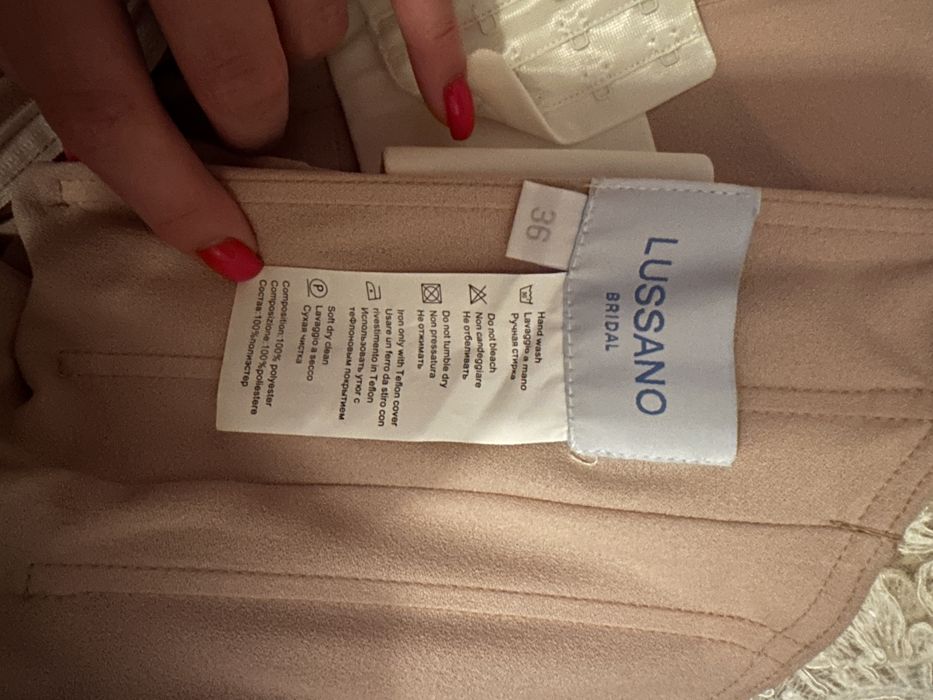 LUSSANO
BRIDAL
36
Hand wash
Lavaggio a mano
Ручная стирка
Do not bleach
Non candeggiare
Не отбеливать
Do not tumble dry
Non pressatura
Не отжимать
Iron only with Teflon cover
Usare un ferro da stiro con
rivestimento in Teflon
Использовать утюг с
тефлоновым покрытием
P
Soft dry clean
Lavaggio a secco
Сухая чистка
Composition:100% polyester
Composizione:100%poliestere
Состав:100%полиэстер